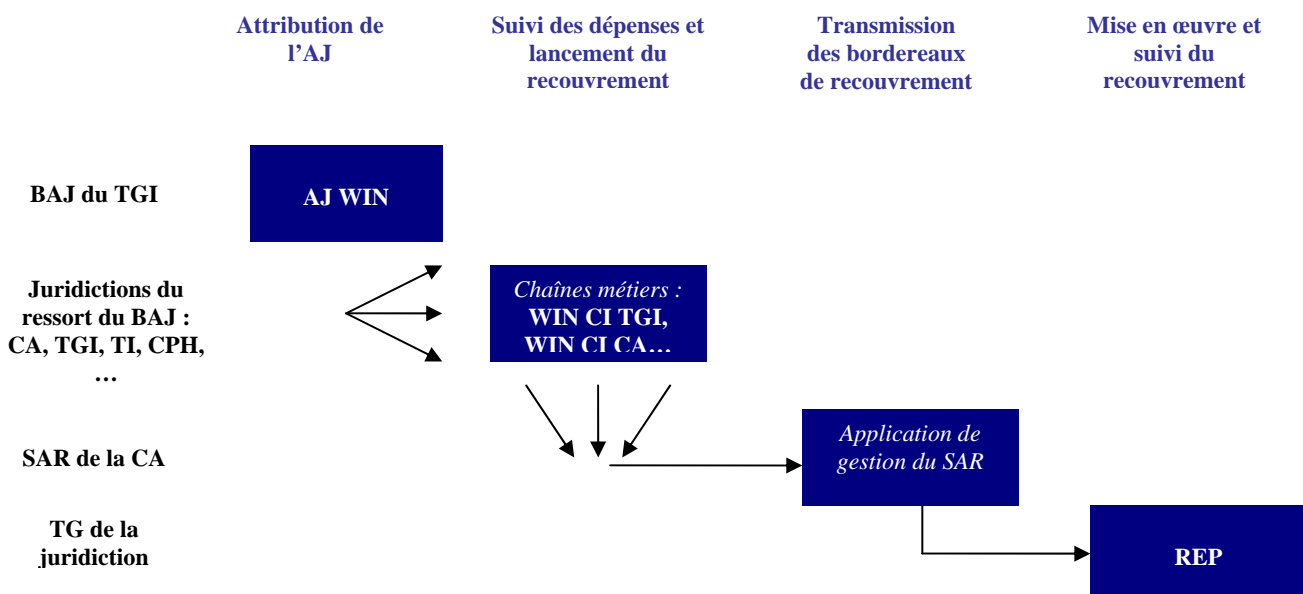 Attribution de
l’AJ
Suivi des dépenses et
lancement du
recouvrement
Transmission
des bordereaux
de recouvrement
Mise en œuvre et
suivi du
recouvrement
BAJ du TGI
AJ WIN
Juridictions du
ressort du BAJ :
CA, TGI, TI, CPH,
…
Chaînes métiers :
WIN CI TGI,
WIN CI CA…
SAR de la CA
Application de
gestion du SAR
TG de la
juridiction
REP